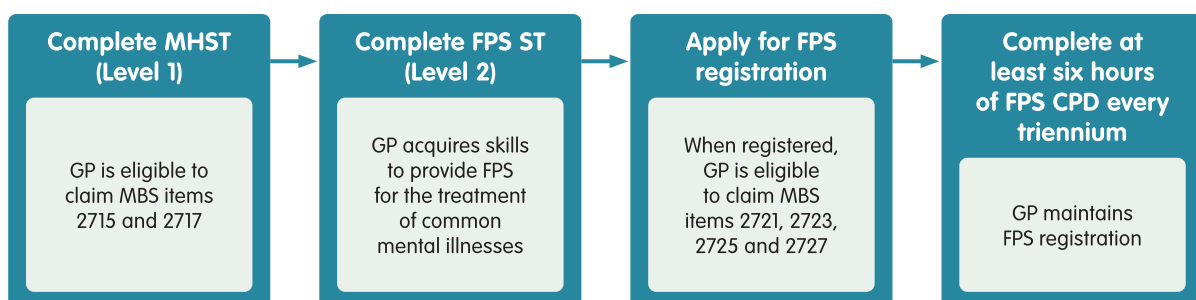 Complete MHST
(Level 1)
GP is eligible to
claim MBS items
2715 and 2717
Complete FPS ST
(Level 2)
GP acquires skills
to provide FPS
for the treatment
of common
mental illnesses
Apply for FPS
registration
When registered,
GP is eligible
to claim MBS
items 2721, 2723,
2725 and 2727
Complete at
least six hours
of FPS CPD every
triennium
GP maintains
FPS registration